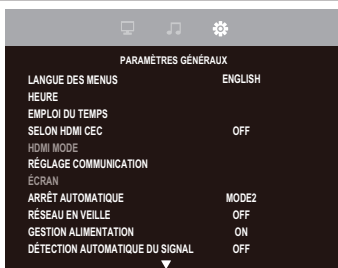 PARAMÈTRES GÉNÉRAUX
LANGUE DES MENUS ENGLISH
HEURE
EMPLOI DU TEMPS
SELON HDMI CEC OFF
HDMI MODE
RÉGLAGE COMMUNICATION
ÉCRAN
ARRÊT AUTOMATIQUE MODE2
RÉSEAU EN VEILLE OFF
GESTION ALIMENTATION ON
DÉTECTION AUTOMATIQUE DU SIGNAL OFF